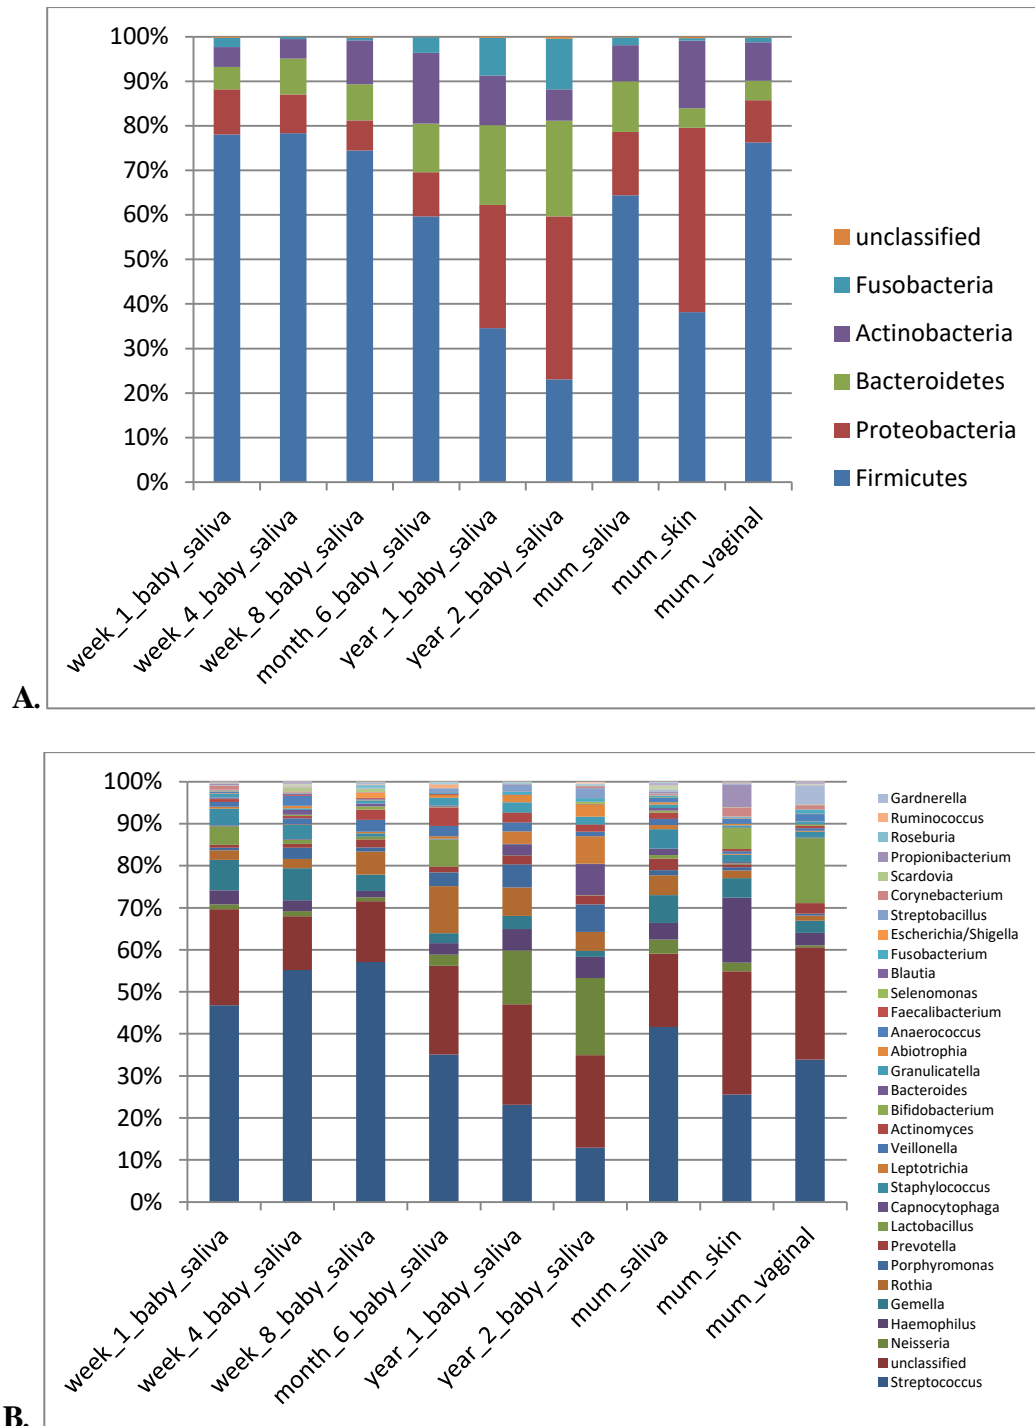 100%
90%
80%
70%
60%
50%
40%
30%
20%
10%
0%
week_1_baby_saliva
week_4_baby_saliva
week_8_baby_saliva
month_6_baby_saliva
year_1_baby_saliva
year_2_baby_saliva
mum_saliva
mum_skin
mum_vaginal
unclassified
Fusobacteria
Actinobacteria
Bacteroidetes
Proteobacteria
Firmicutes
A.
100%
90%
80%
70%
60%
50%
40%
30%
20%
10%
0%
week_1_baby_saliva
week_4_baby_saliva
week_8_baby_saliva
month_6_baby_saliva
year_1_baby_saliva
year_2_baby_saliva
mum_saliva
mum_skin
mum_vaginal
Gardnerella
Ruminococcus
Roseburia
Propionibacterium
Scardovia
Corynebacterium
Streptobacillus
Escherichia/Shigella
Fusobacterium
Blautia
Selenomonas
Faecalibacterium
Anaerococcus
Abiotrophia
Granulicatella
Bacteroides
Bifidobacterium
Actinomyces
Veillonella
Leptotrichia
Staphylococcus
Capnocytophaga
Lactobacillus
Prevotella
Porphyromonas
Rothia
Gemella
Haemophilus
Neisseria
unclassified
Streptococcus
B.